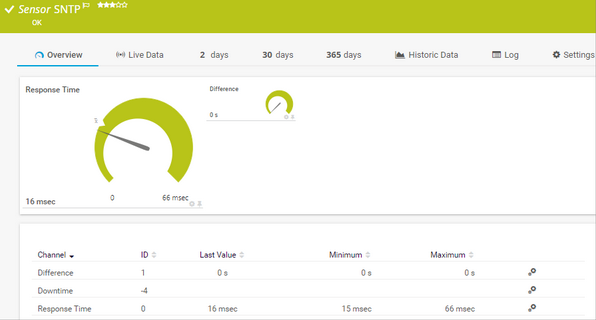 Sensor SNTP
OK
Overview Live Data 2 days 30 days 365 days Historic Data Log Settings
Response Time
Difference
0 s
0 66 msec
16 msec
Channel ID Last Value Minimum Maximum
Difference 1 0 s 0 s 0 s
Downtime -4
Response Time 0 16 msec 15 msec 66 msec